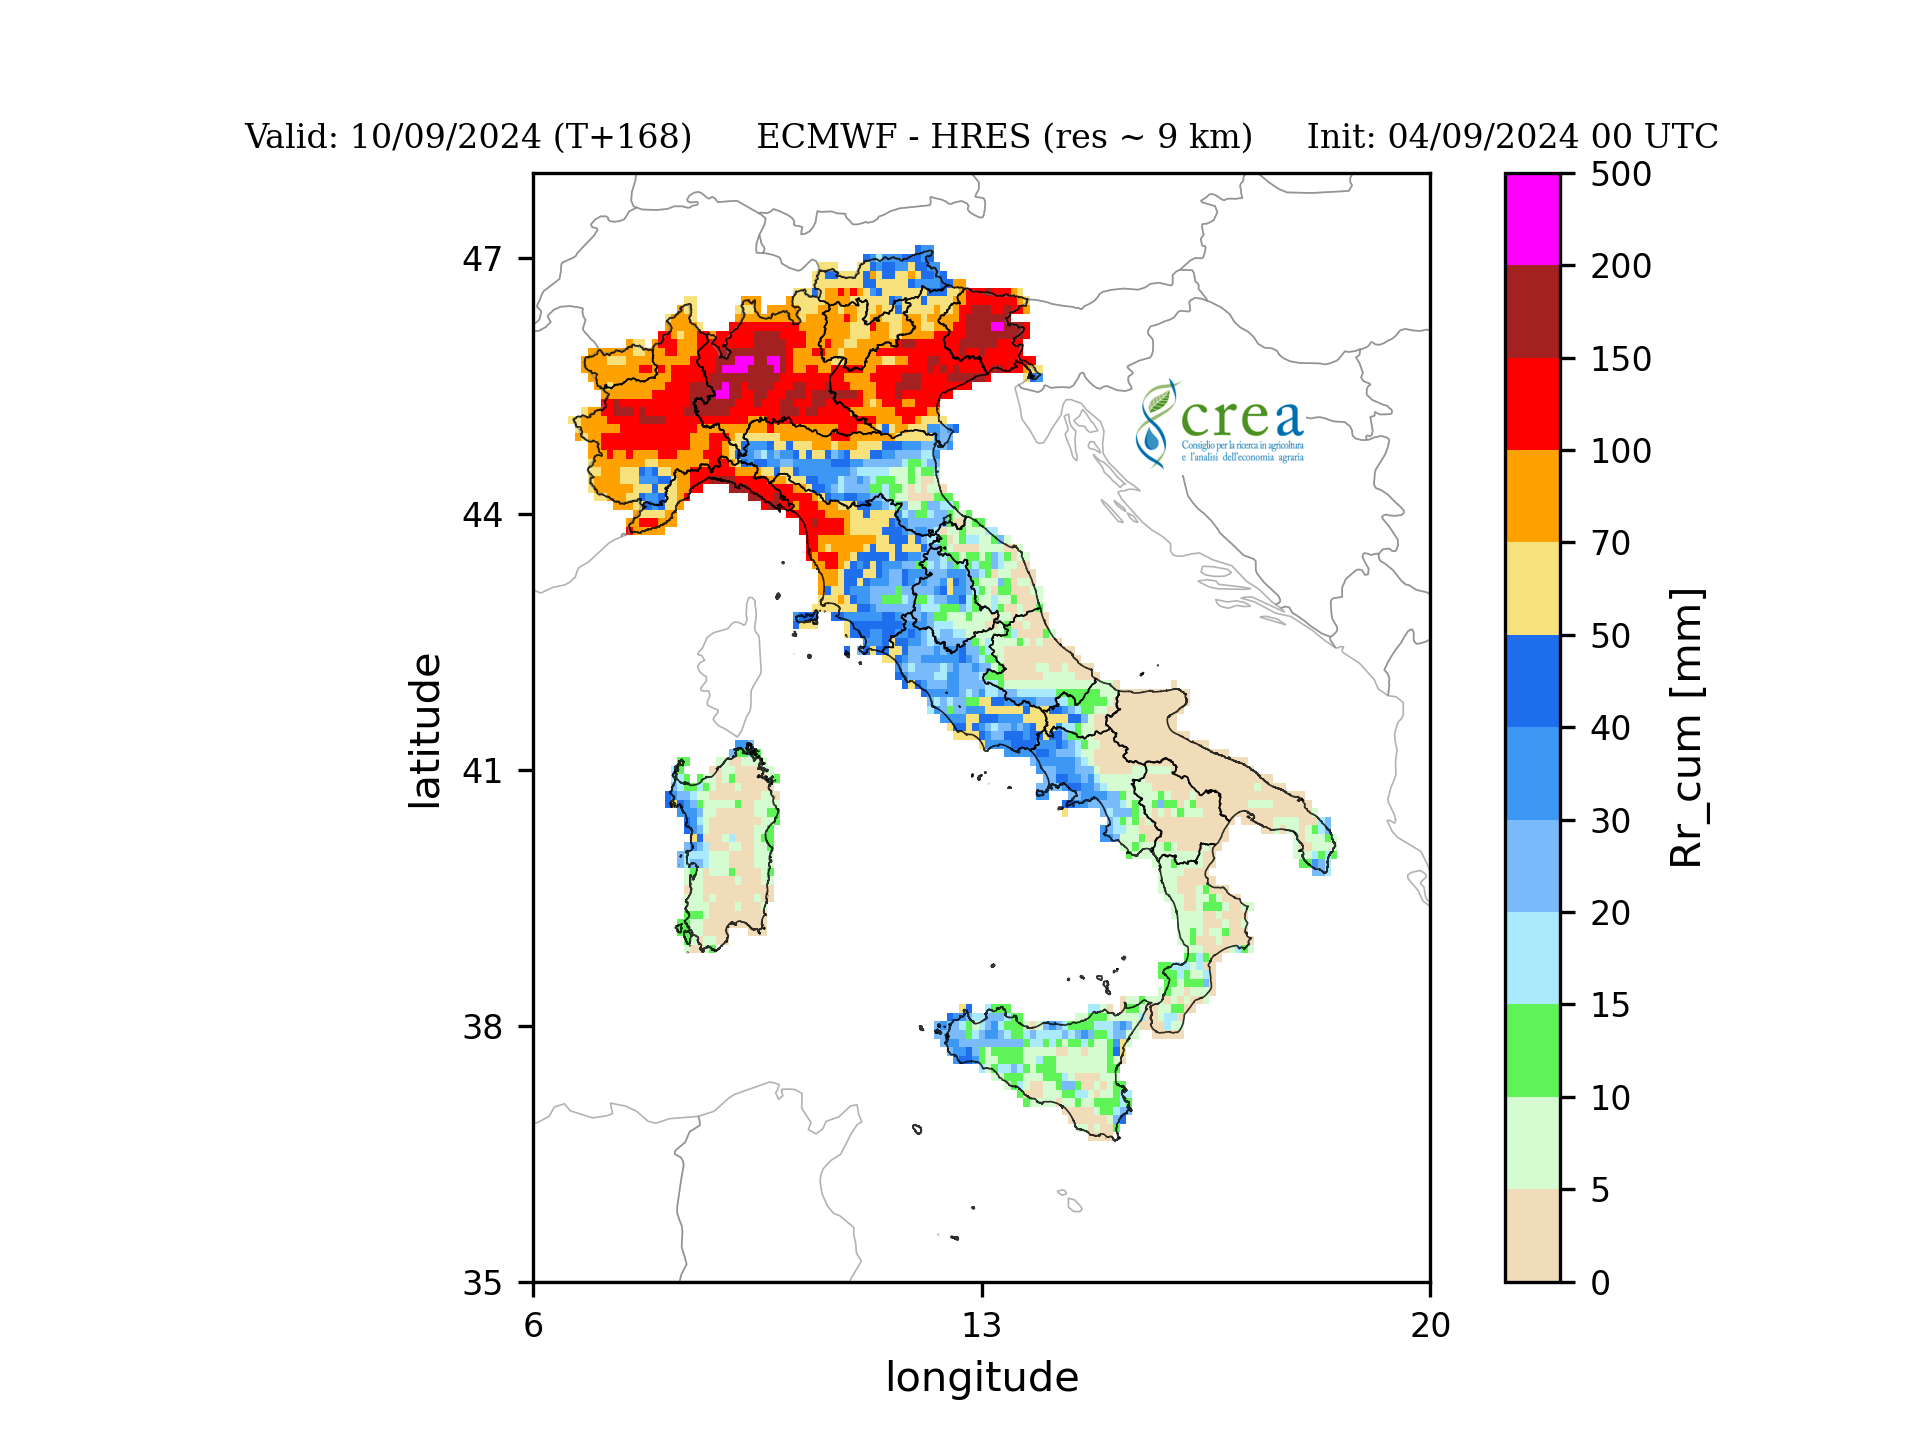 Valid: 10/09/2024 (T+168) ECMWF - HRES (res ~ 9 km) Init: 04/09/2024 00 UTC
500
200
150
100
70
50
40
30
20
15
10
5
0
Rr_cum [mm]
47
44
41
38
35
latitude
6 13 20
longitude
crea
Consiglio per la ricerca in agricoltura
e l'analisi dell'economia agraria